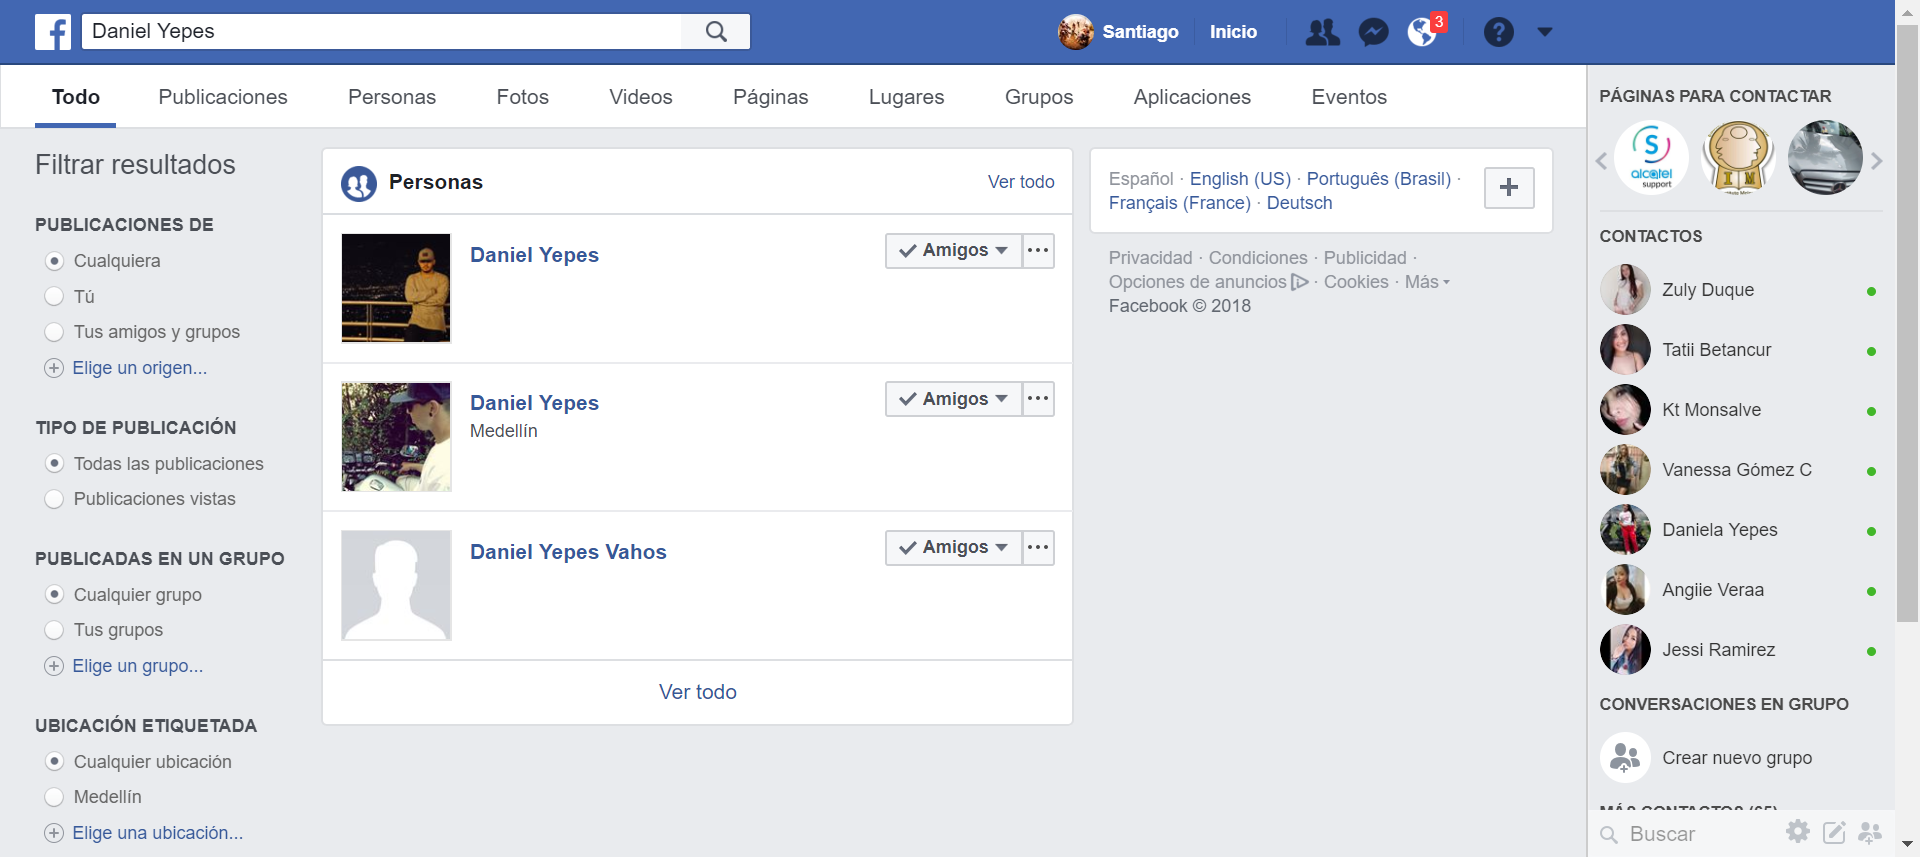 Daniel Yepes
Santiago
Inicio
3
Todo
Publicaciones
Personas
Fotos
Videos
Páginas
Lugares
Grupos
Aplicaciones
Eventos
Filtrar resultados
PUBLICACIONES DE
Cualquiera
Tú
Tus amigos y grupos
Elige un origen...
TIPO DE PUBLICACIÓN
Todas las publicaciones
Publicaciones vistas
PUBLICADAS EN UN GRUPO
Cualquier grupo
Tus grupos
Elige un grupo...
UBICACIÓN ETIQUETADA
Cualquier ubicación
Medellín
Elige una ubicación...
Personas
Ver todo
Daniel Yepes
Amigos
Daniel Yepes
Medellín
Amigos
Daniel Yepes Vahos
Amigos
Ver todo
Español · English (US) · Português (Brasil) ·
Français (France) · Deutsch
Privacidad · Condiciones · Publicidad ·
Opciones de anuncios · Cookies · Más
Facebook © 2018
PÁGINAS PARA CONTACTAR
S
alcatel
support
I M
CONTACTOS
Zuly Duque
Tatii Betancur
Kt Monsalve
Vanessa Gómez C
Daniela Yepes
Angiie Veraa
Jessi Ramirez
CONVERSACIONES EN GRUPO
Crear nuevo grupo
MÁS CONTACTOS (65)
Buscar